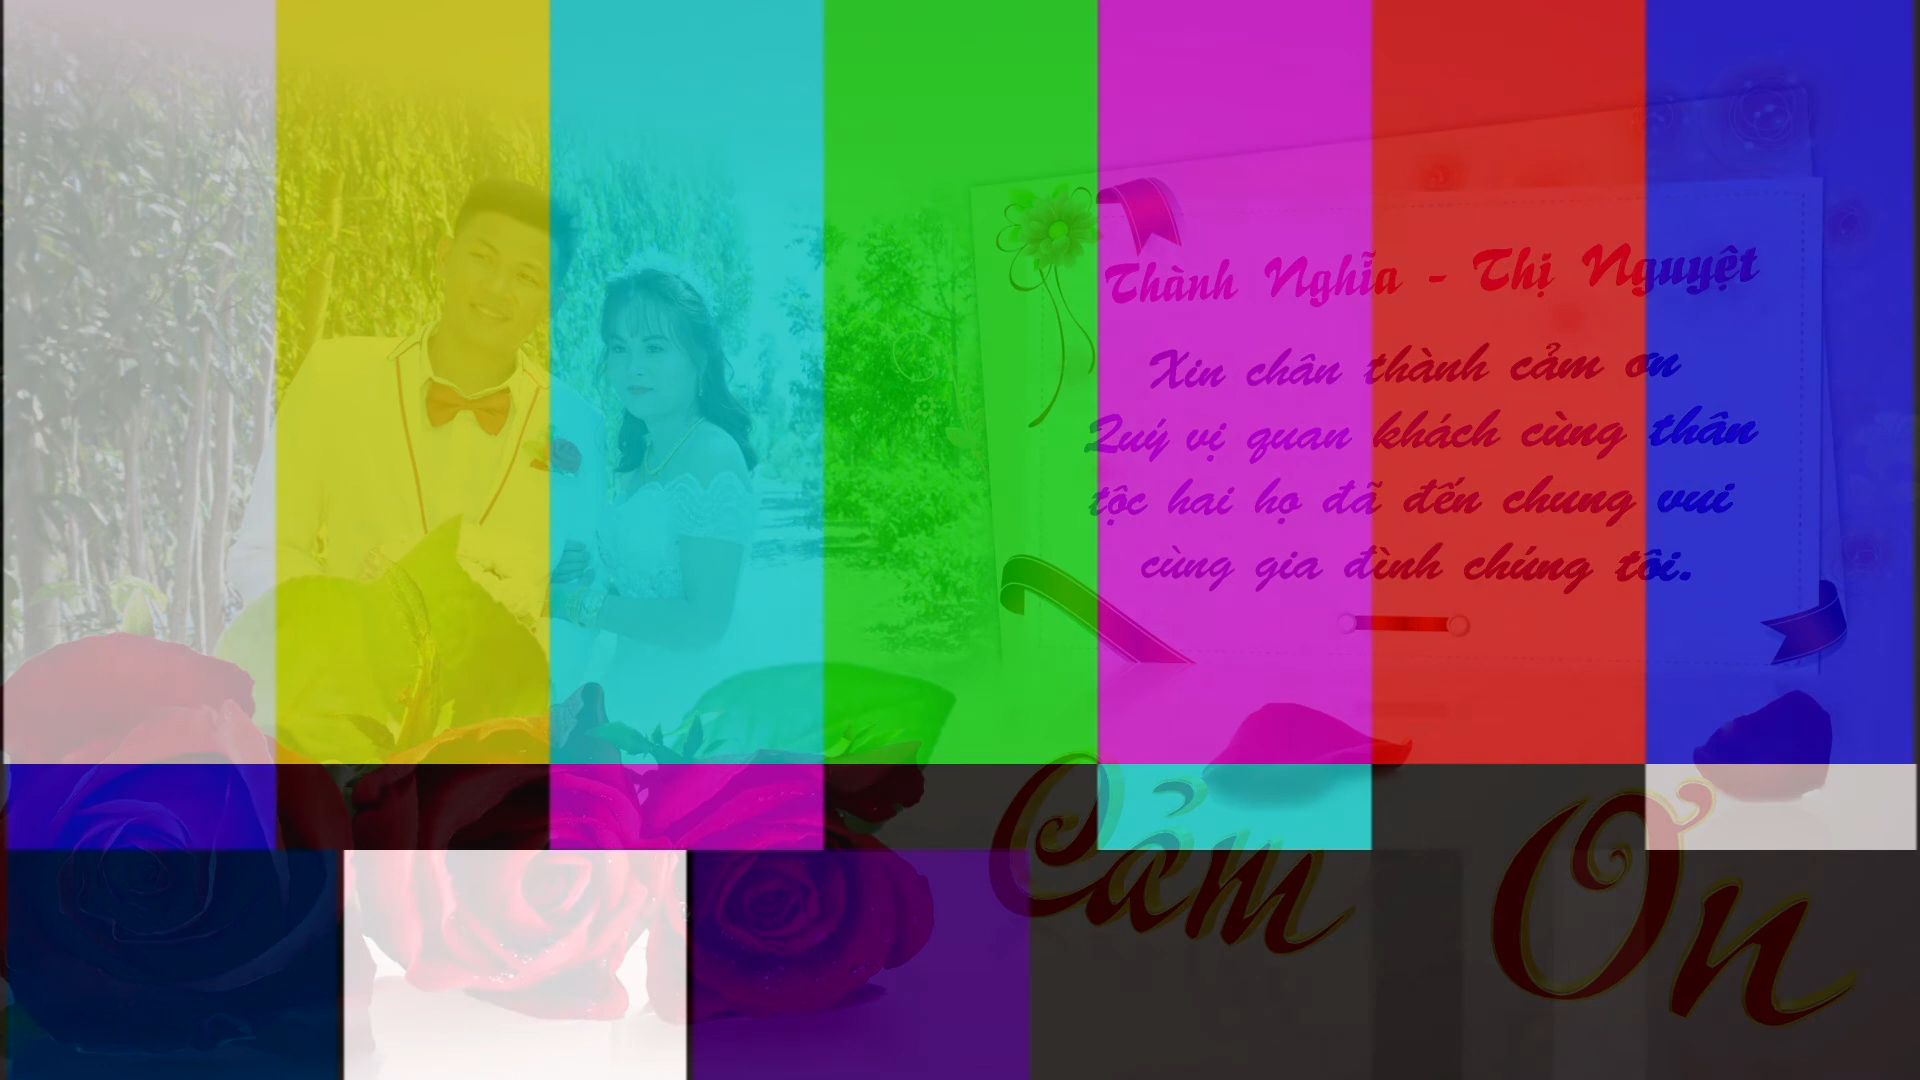 Thành Nghĩa - Thị Nguyệt
Xin chân thành cảm ơn
Quý vị quan khách cùng thân
tộc hai họ đã đến chung vui
cùng gia đình chúng tôi.
Cảm Ơn